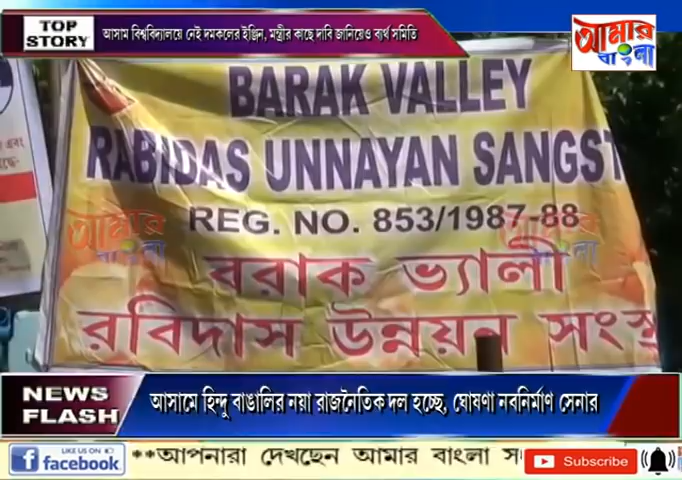 TOP STORY
আসাম বিশ্ববিদ্যালয়ে নেই দমকলের ইঞ্জিন, মন্ত্রীর কাছে দাবি জানিয়েও ব্যর্থ সমিতি
আমার বাংলা
BARAK VALLEY
RABIDAS UNNAYAN SANGST
REG. NO. 853/1987-88
আমার বাংলা
বরাক ভ্যালী
রবিদাস উন্নয়ন সংস্থ
NEWS FLASH
আসামে হিন্দু বাঙালির নয়া রাজনৈতিক দল হচ্ছে, ঘোষণা নবনির্মাণ সেনার
LIKE US ON
facebook
**আপনারা দেখছেন আমার বাংলা স
Subscribe